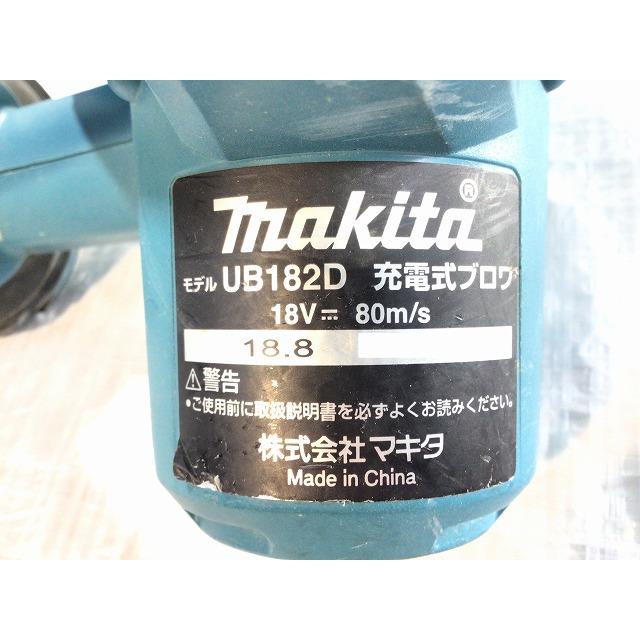 makita®
モデル UB182D 充電式ブロワ
18V⎓ 80m/s
18.8
⚠警告
•ご使用前に取扱説明書を必ずよくお読みください。
株式会社マキタ
Made in China